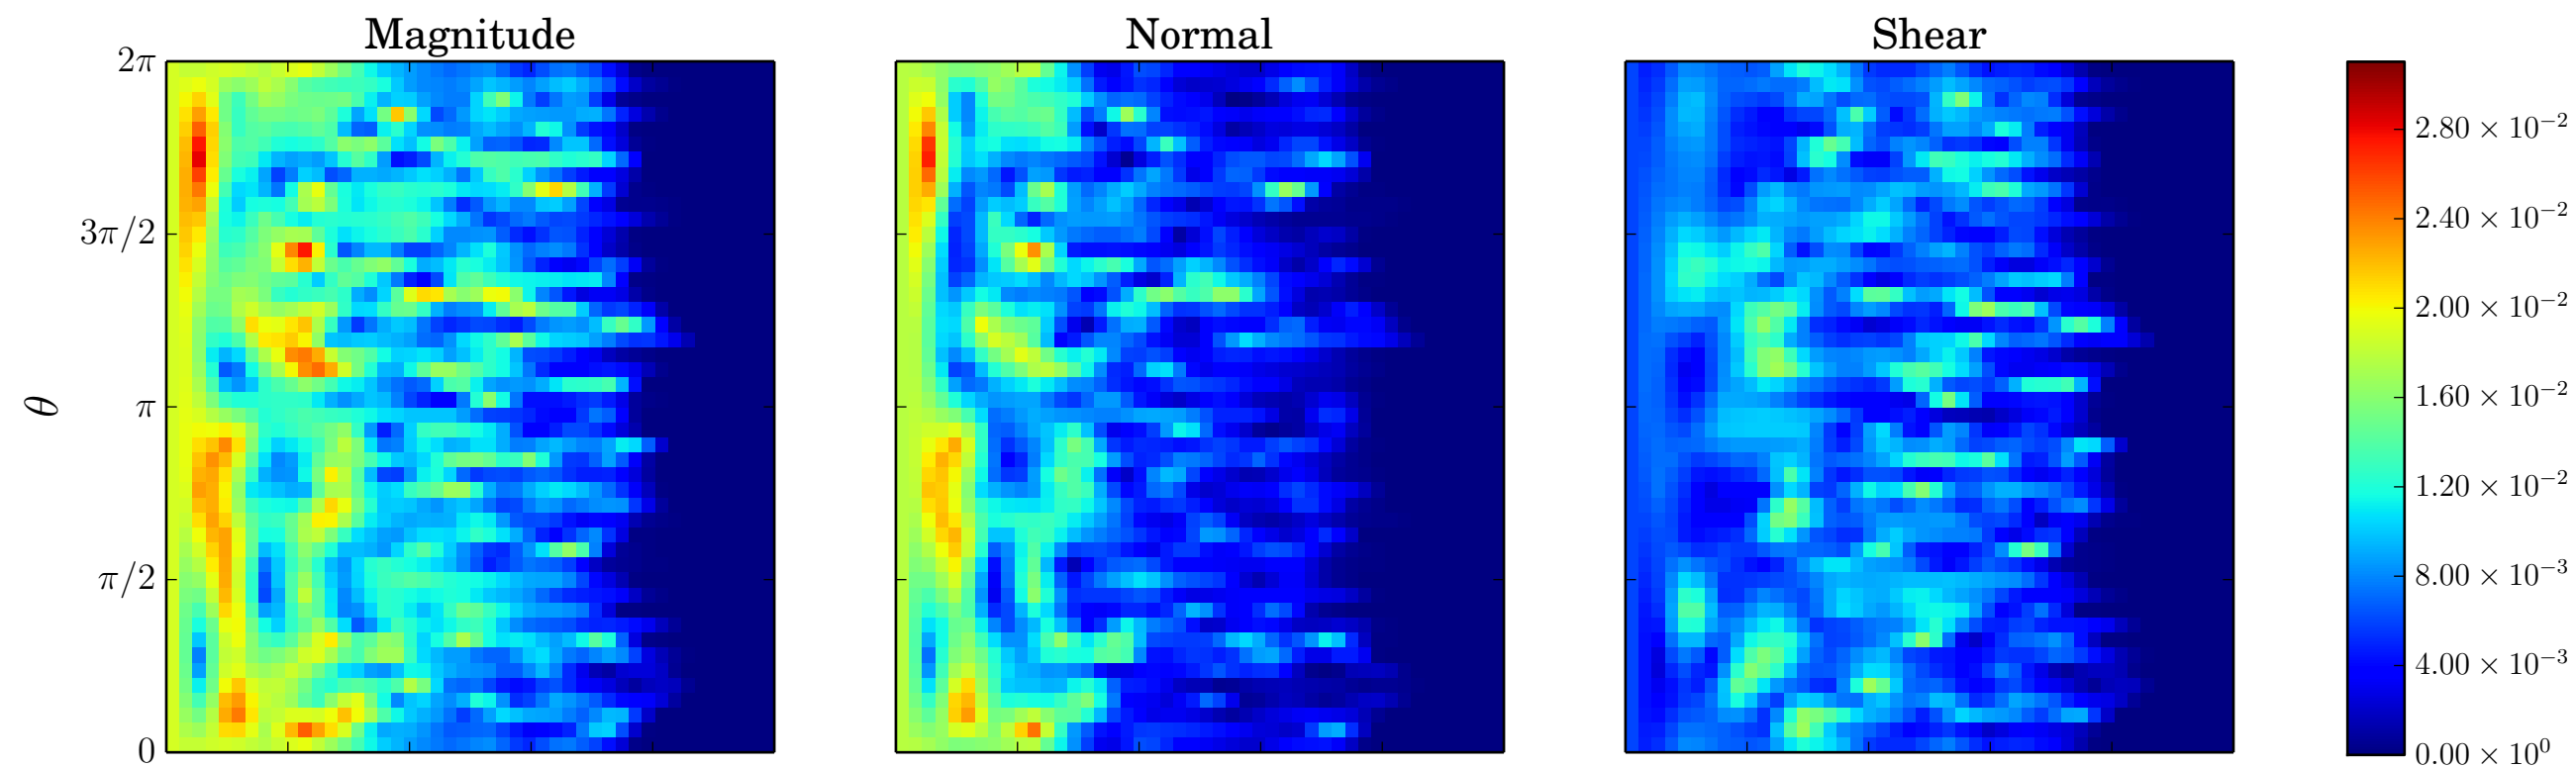 Magnitude
Normal
Shear
2π
3π/2
π
π/2
0
θ
2.80 × 10⁻²
2.40 × 10⁻²
2.00 × 10⁻²
1.60 × 10⁻²
1.20 × 10⁻²
8.00 × 10⁻³
4.00 × 10⁻³
0.00 × 10⁰